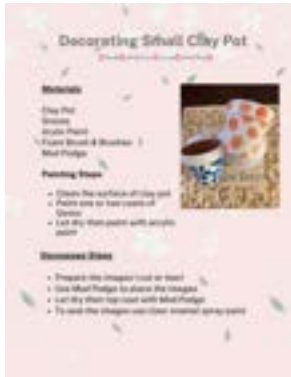 Decorating Small Clay Pot
Materials
Clay Pot
Gesso
Acrylic Paint
Foam Brush & Brushes
Mod Podge
Painting Steps
Clean the surface of clay pot
Paint one or two coats of
Gesso
Let dry then paint with acrylic
paint
Decoupage Steps
Prepare the images (cut or tear)
Use Mod Podge to place the images
Let dry then top coat with Mod Podge
To seal the images use clear enamel spray paint